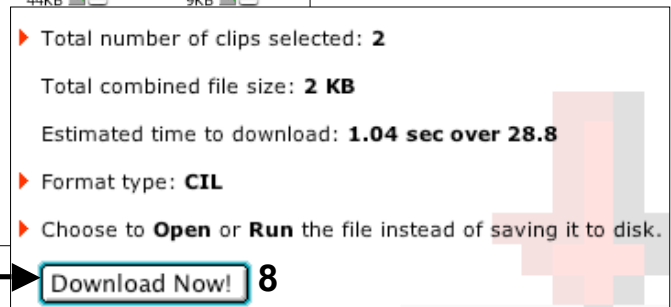 44KB 9KB
Total number of clips selected: 2
Total combined file size: 2 KB
Estimated time to download: 1.04 sec over 28.8
Format type: CIL
Choose to Open or Run the file instead of saving it to disk.
Download Now! 8